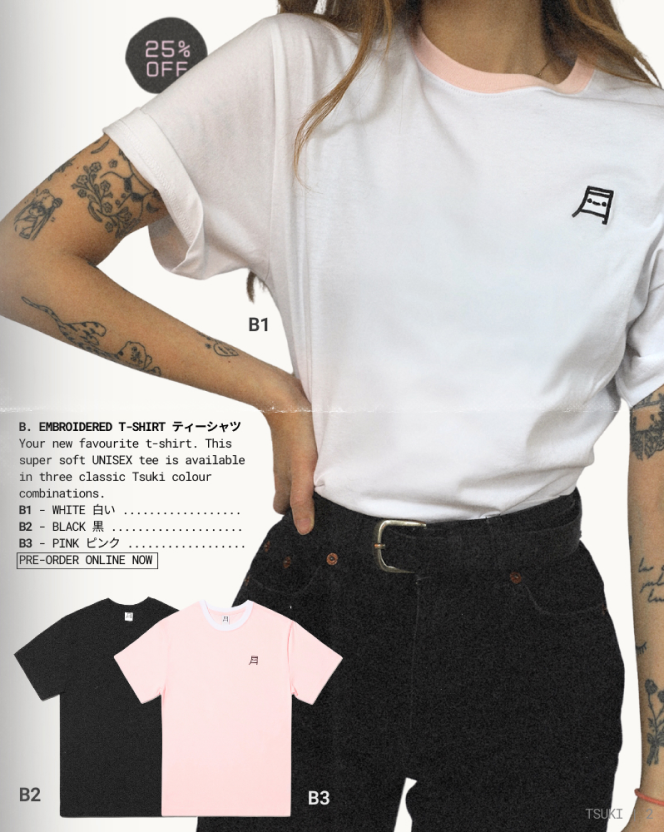 25%
OFF
B1
B. EMBROIDERED T-SHIRT ティーシャツ
Your new favourite t-shirt. This
super soft UNISEX tee is available
in three classic Tsuki colour
combinations.
B1 - WHITE 白い ..................
B2 - BLACK 黒 ....................
B3 - PINK ピンク ..................
PRE-ORDER ONLINE NOW
B2
B3
TSUKI